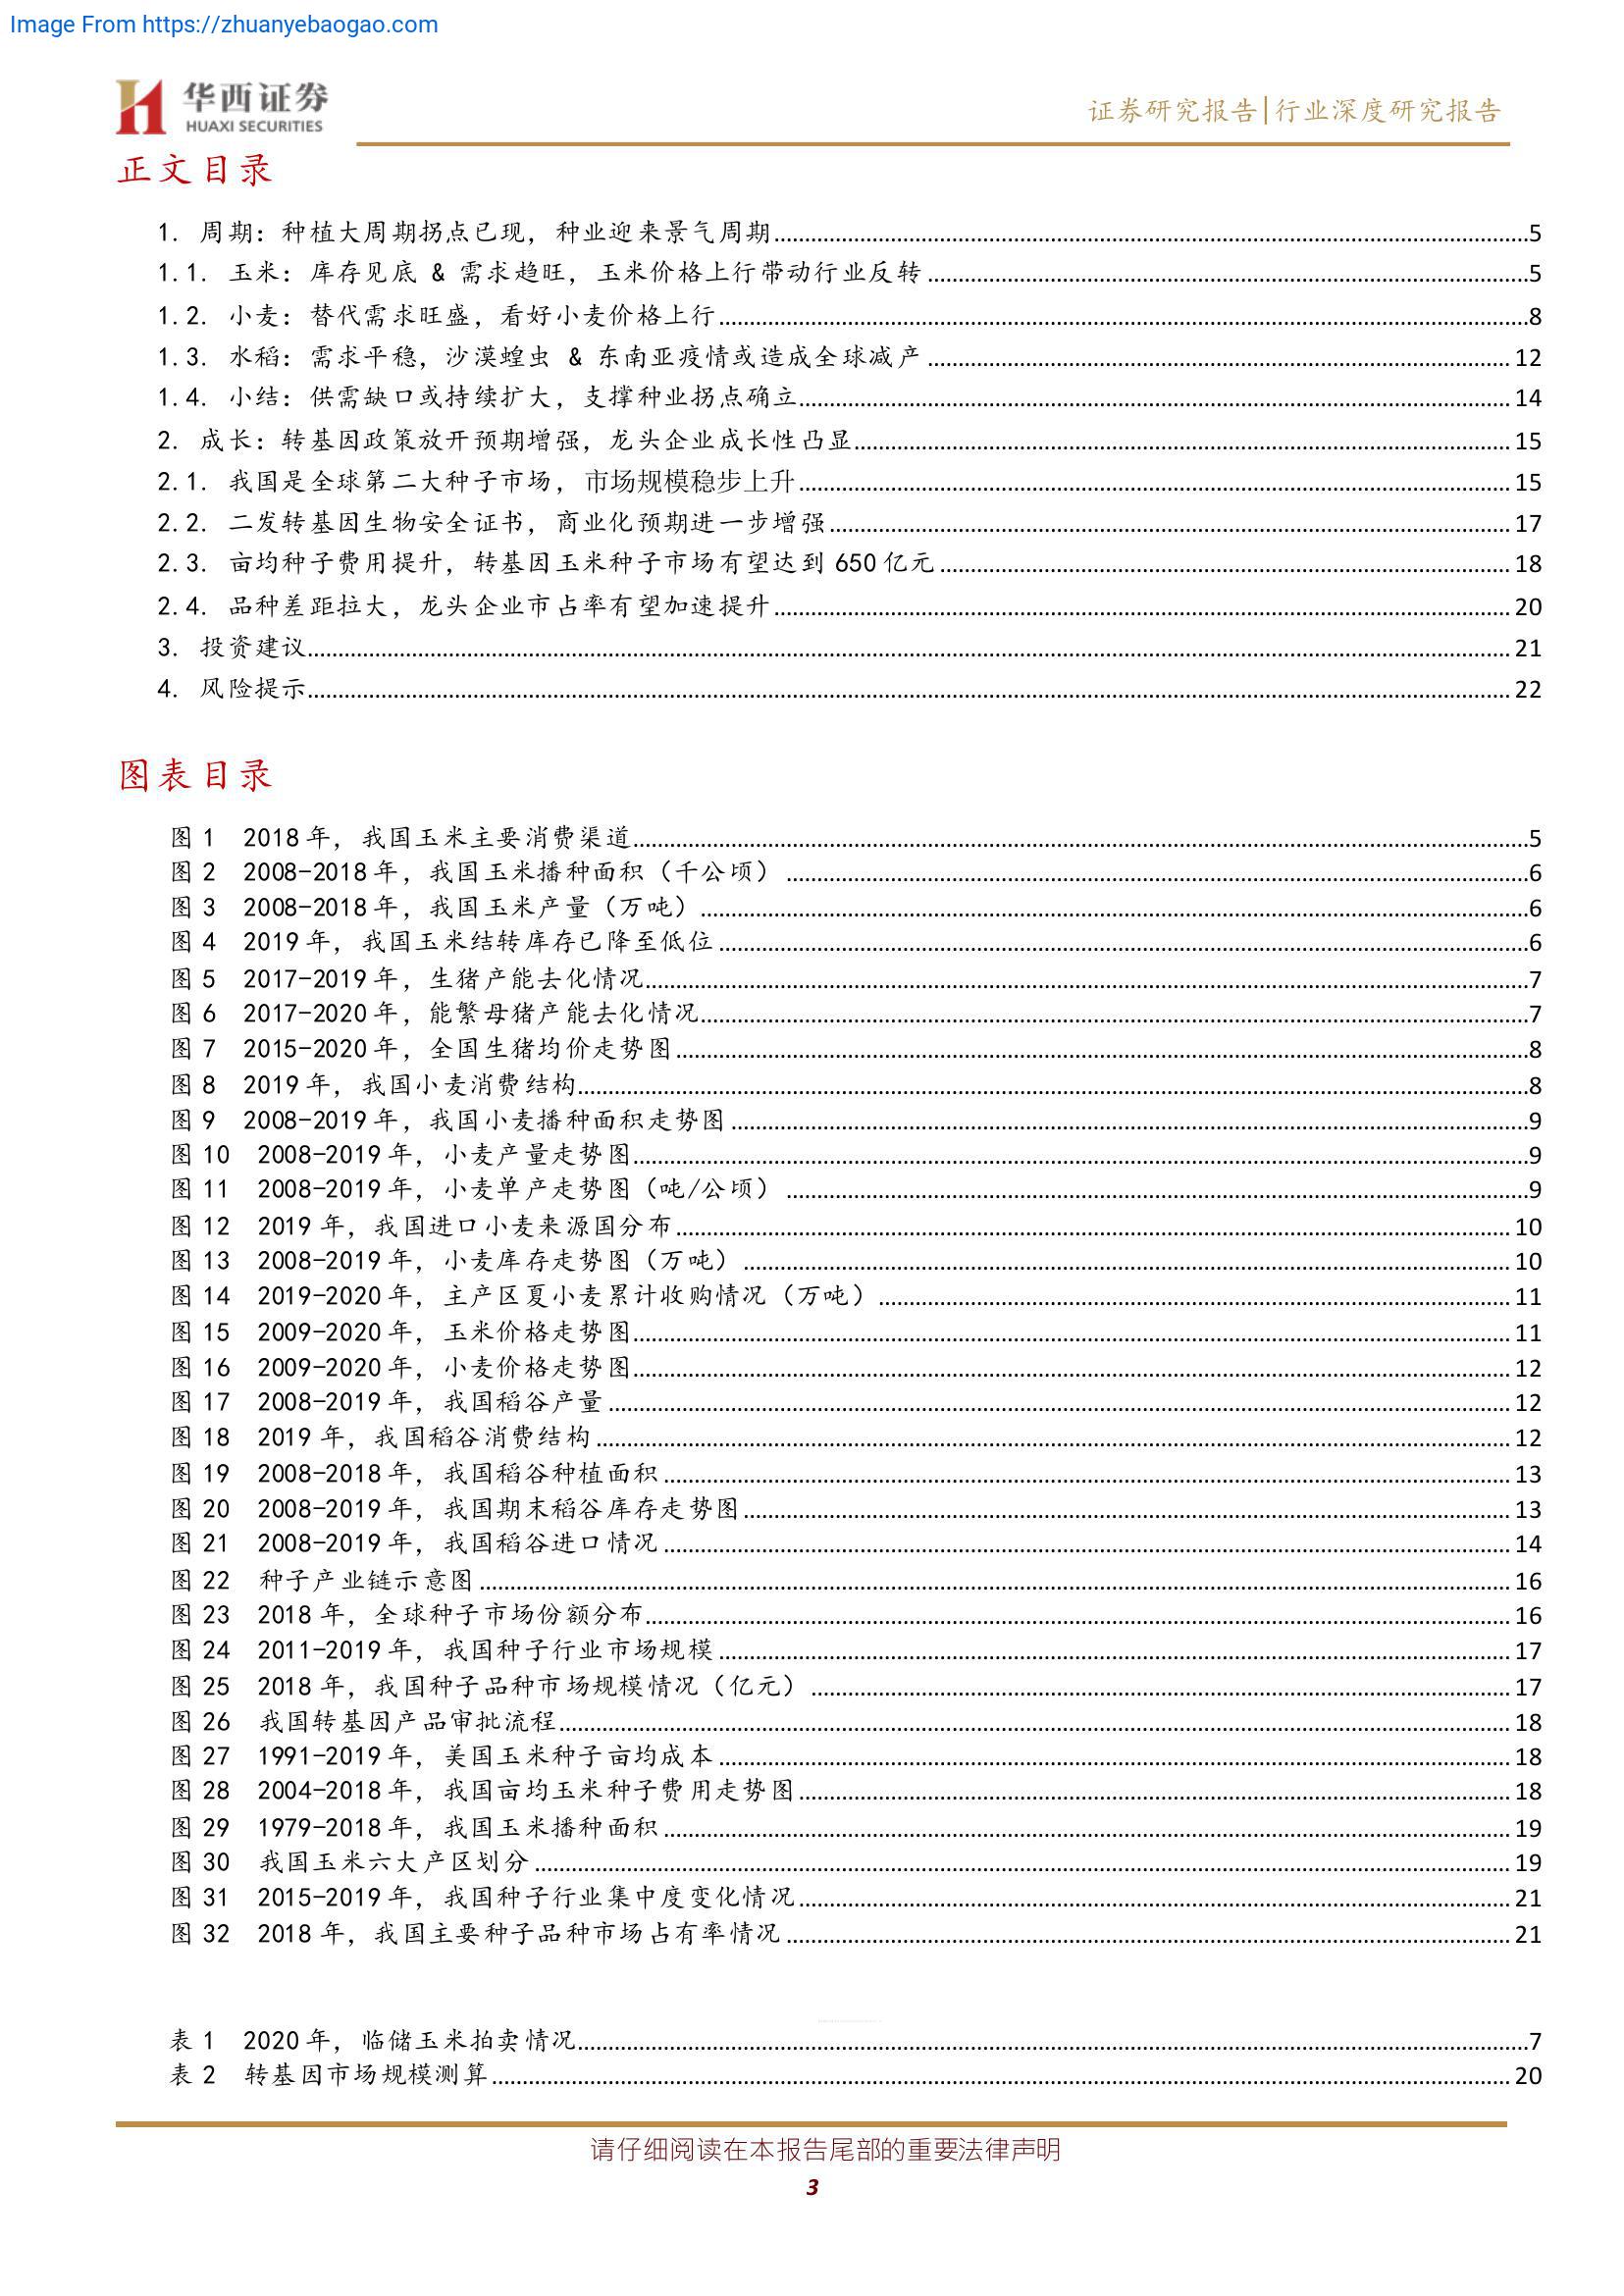 Image From https://zhuanyebaogao.com
华西证券
HUAXI SECURITIES
证券研究报告|行业深度研究报告
正文目录
1. 周期：种植大周期拐点已现，种业迎来景气周期 5
1.1. 玉米：库存见底 & 需求趋旺，玉米价格上行带动行业反转 5
1.2. 小麦：替代需求旺盛，看好小麦价格上行 8
1.3. 水稻：需求平稳，沙漠蝗虫 & 东南亚疫情或造成全球减产 12
1.4. 小结：供需缺口或持续扩大，支撑种业拐点确立 14
2. 成长：转基因政策放开预期增强，龙头企业成长性凸显 15
2.1. 我国是全球第二大种子市场，市场规模稳步上升 15
2.2. 二发转基因生物安全证书，商业化预期进一步增强 17
2.3. 亩均种子费用提升，转基因玉米种子市场有望达到 650 亿元 18
2.4. 品种差距拉大，龙头企业市占率有望加速提升 20
3. 投资建议 21
4. 风险提示 22
图表目录
图 1 2018 年，我国玉米主要消费渠道 5
图 2 2008-2018 年，我国玉米播种面积（千公顷） 6
图 3 2008-2018 年，我国玉米产量（万吨） 6
图 4 2019 年，我国玉米结转库存已降至低位 6
图 5 2017-2019 年，生猪产能去化情况 7
图 6 2017-2020 年，能繁母猪产能去化情况 7
图 7 2015-2020 年，全国生猪均价走势图 8
图 8 2019 年，我国小麦消费结构 8
图 9 2008-2019 年，我国小麦播种面积走势图 9
图 10 2008-2019 年，小麦产量走势图 9
图 11 2008-2019 年，小麦单产走势图（吨/公顷） 9
图 12 2019 年，我国进口小麦来源国分布 10
图 13 2008-2019 年，小麦库存走势图（万吨） 10
图 14 2019-2020 年，主产区夏小麦累计收购情况（万吨） 11
图 15 2009-2020 年，玉米价格走势图 11
图 16 2009-2020 年，小麦价格走势图 12
图 17 2008-2019 年，我国稻谷产量 12
图 18 2019 年，我国稻谷消费结构 12
图 19 2008-2018 年，我国稻谷种植面积 13
图 20 2008-2019 年，我国期末稻谷库存走势图 13
图 21 2008-2019 年，我国稻谷进口情况 14
图 22 种子产业链示意图 16
图 23 2018 年，全球种子市场份额分布 16
图 24 2011-2019 年，我国种子行业市场规模 17
图 25 2018 年，我国种子品种市场规模情况（亿元） 17
图 26 我国转基因产品审批流程 18
图 27 1991-2019 年，美国玉米种子亩均成本 18
图 28 2004-2018 年，我国亩均玉米种子费用走势图 18
图 29 1979-2018 年，我国玉米播种面积 19
图 30 我国玉米六大产区划分 19
图 31 2015-2019 年，我国种子行业集中度变化情况 21
图 32 2018 年，我国主要种子品种市场占有率情况 21
表 1 2020 年，临储玉米拍卖情况 7
表 2 转基因市场规模测算 20
请仔细阅读在本报告尾部的重要法律声明
3